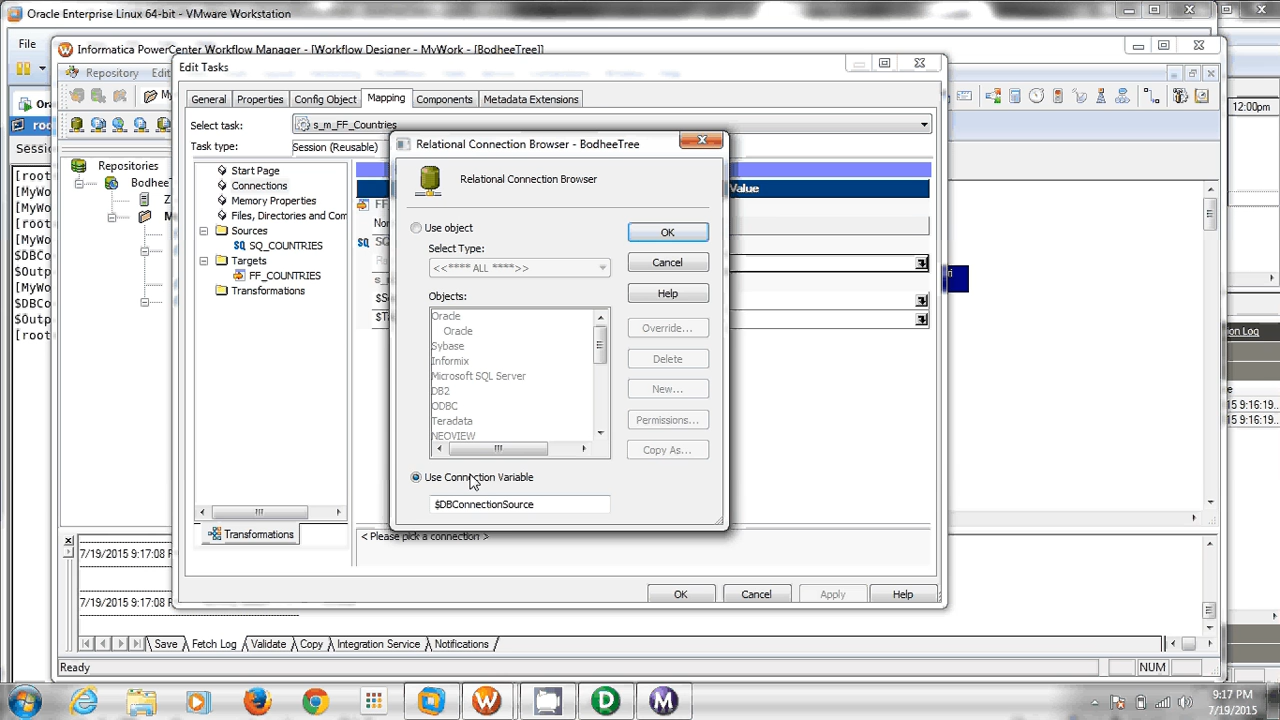 Oracle Enterprise Linux 64-bit - VMware Workstation
File
Informatica PowerCenter Workflow Manager - [Workflow Designer - MyWork - [BodheeTree]]
Repository
Edit Tasks
General
Properties
Config Object
Mapping
Components
Metadata Extensions
12:00pm
Select task:
s_m_FF_Countries
Task type:
Session (Reusable)
Relational Connection Browser - BodheeTree
Repositories
Start Page
Connections
Memory Properties
Files, Directories and Com
Sources
SQ_COUNTRIES
Targets
FF_COUNTRIES
Transformations
Value
Relational Connection Browser
Use object
OK
Select Type:
<<**** ALL ****>>
Cancel
Objects:
Help
Oracle
Oracle
Sybase
Informix
Microsoft SQL Server
DB2
ODBC
Teradata
NEOVIEW
Override...
Delete
New...
Permissions...
Copy As...
Use Connection Variable
$DBConnectionSource
Transformations
< Please pick a connection >
7/19/2015 9:17:08
7/19/2015 9:17:08
OK
Cancel
Apply
Help
Save
Fetch Log
Validate
Copy
Integration Service
Notifications
Ready
NUM
9:17 PM
7/19/2015